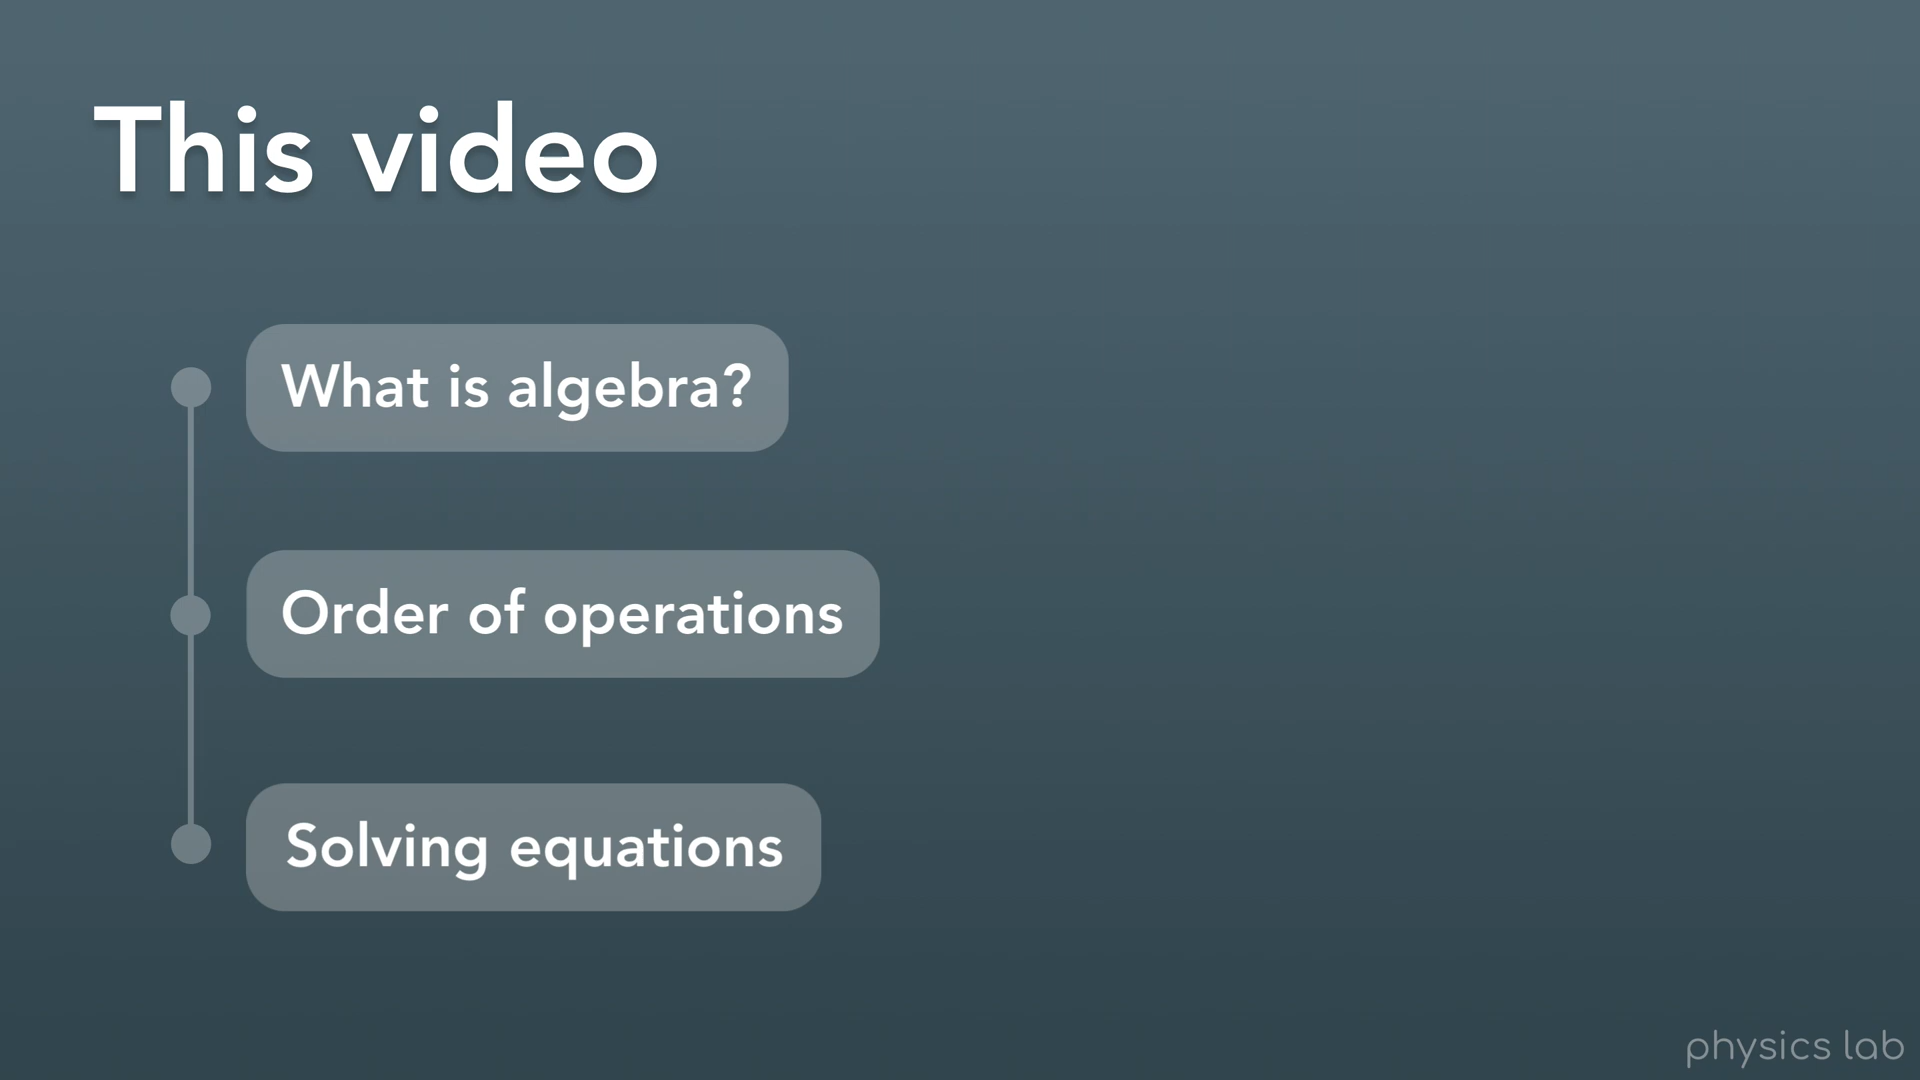 This video
What is algebra?
Order of operations
Solving equations
physics lab